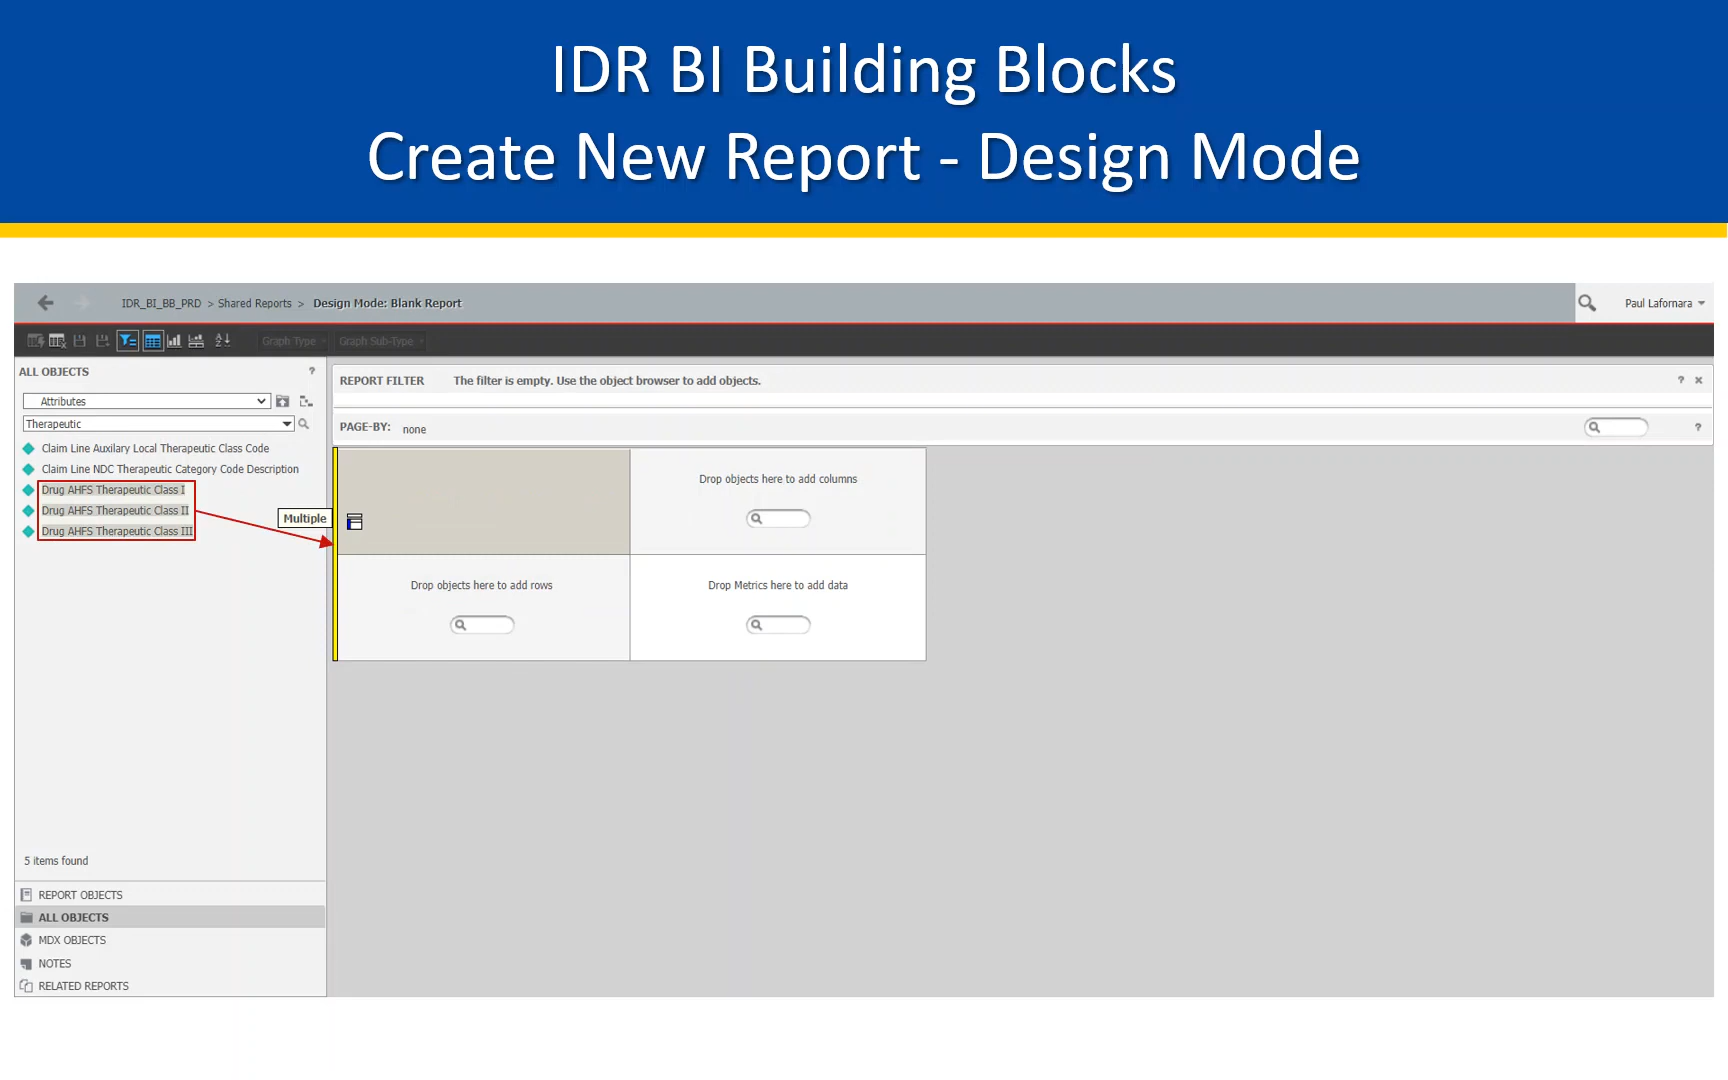 IDR BI Building Blocks
Create New Report - Design Mode
IDR_BI_BB_PRD > Shared Reports > Design Mode: Blank Report
Paul Lafornara
Graph Type
Graph Sub-Type
ALL OBJECTS
?
Attributes
Therapeutic
Claim Line Auxilary Local Therapeutic Class Code
Claim Line NDC Therapeutic Category Code Description
Drug AHFS Therapeutic Class I
Drug AHFS Therapeutic Class II
Drug AHFS Therapeutic Class III
5 items found
REPORT OBJECTS
ALL OBJECTS
MDX OBJECTS
NOTES
RELATED REPORTS
REPORT FILTER The filter is empty. Use the object browser to add objects.
? x
PAGE-BY: none
?
Multiple
Drop objects here to add columns
Drop objects here to add rows
Drop Metrics here to add data